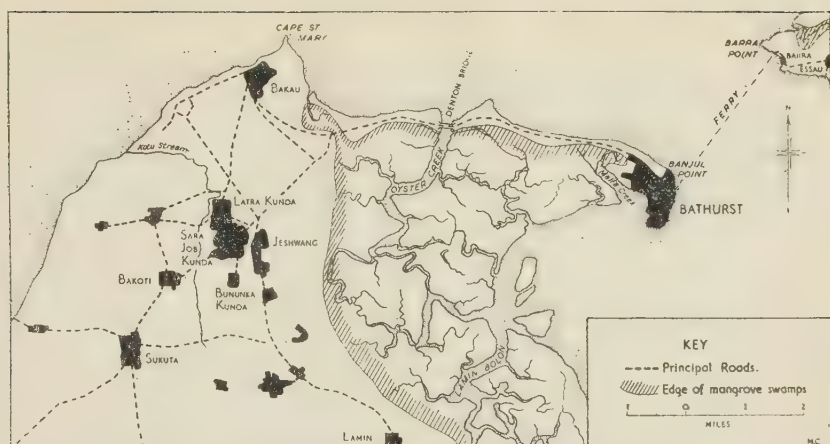 CAPE ST
MARY
BARRA
POINT
BARRA
ESSAU
DENTON BRIDGE
FERRY
BAKAU
N
Kotu Stream
OYSTER CREEK
BANJUL
POINT
BATHURST
LATRA KUNDA
SARA
JOB
KUNDA
JESHWANG
BAKOTI
BUNUNKA
KUNDA
SUKUTA
LAMIN BOLON
LAMIN
KEY
Principal Roads.
Edge of mangrove swamps
1 0 1 2
MILES
M.C.